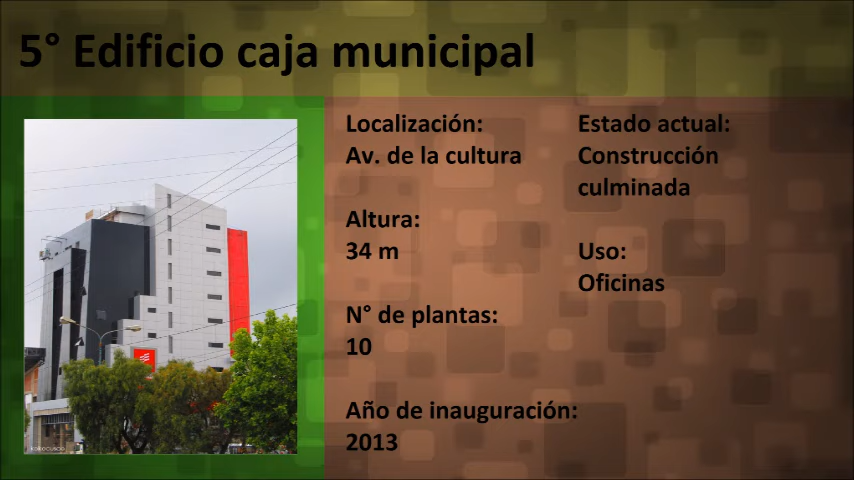 5° Edificio caja municipal
Localización:
Av. de la cultura
Altura:
34 m
N° de plantas:
10
Año de inauguración:
2013
Estado actual:
Construcción
culminada
Uso:
Oficinas